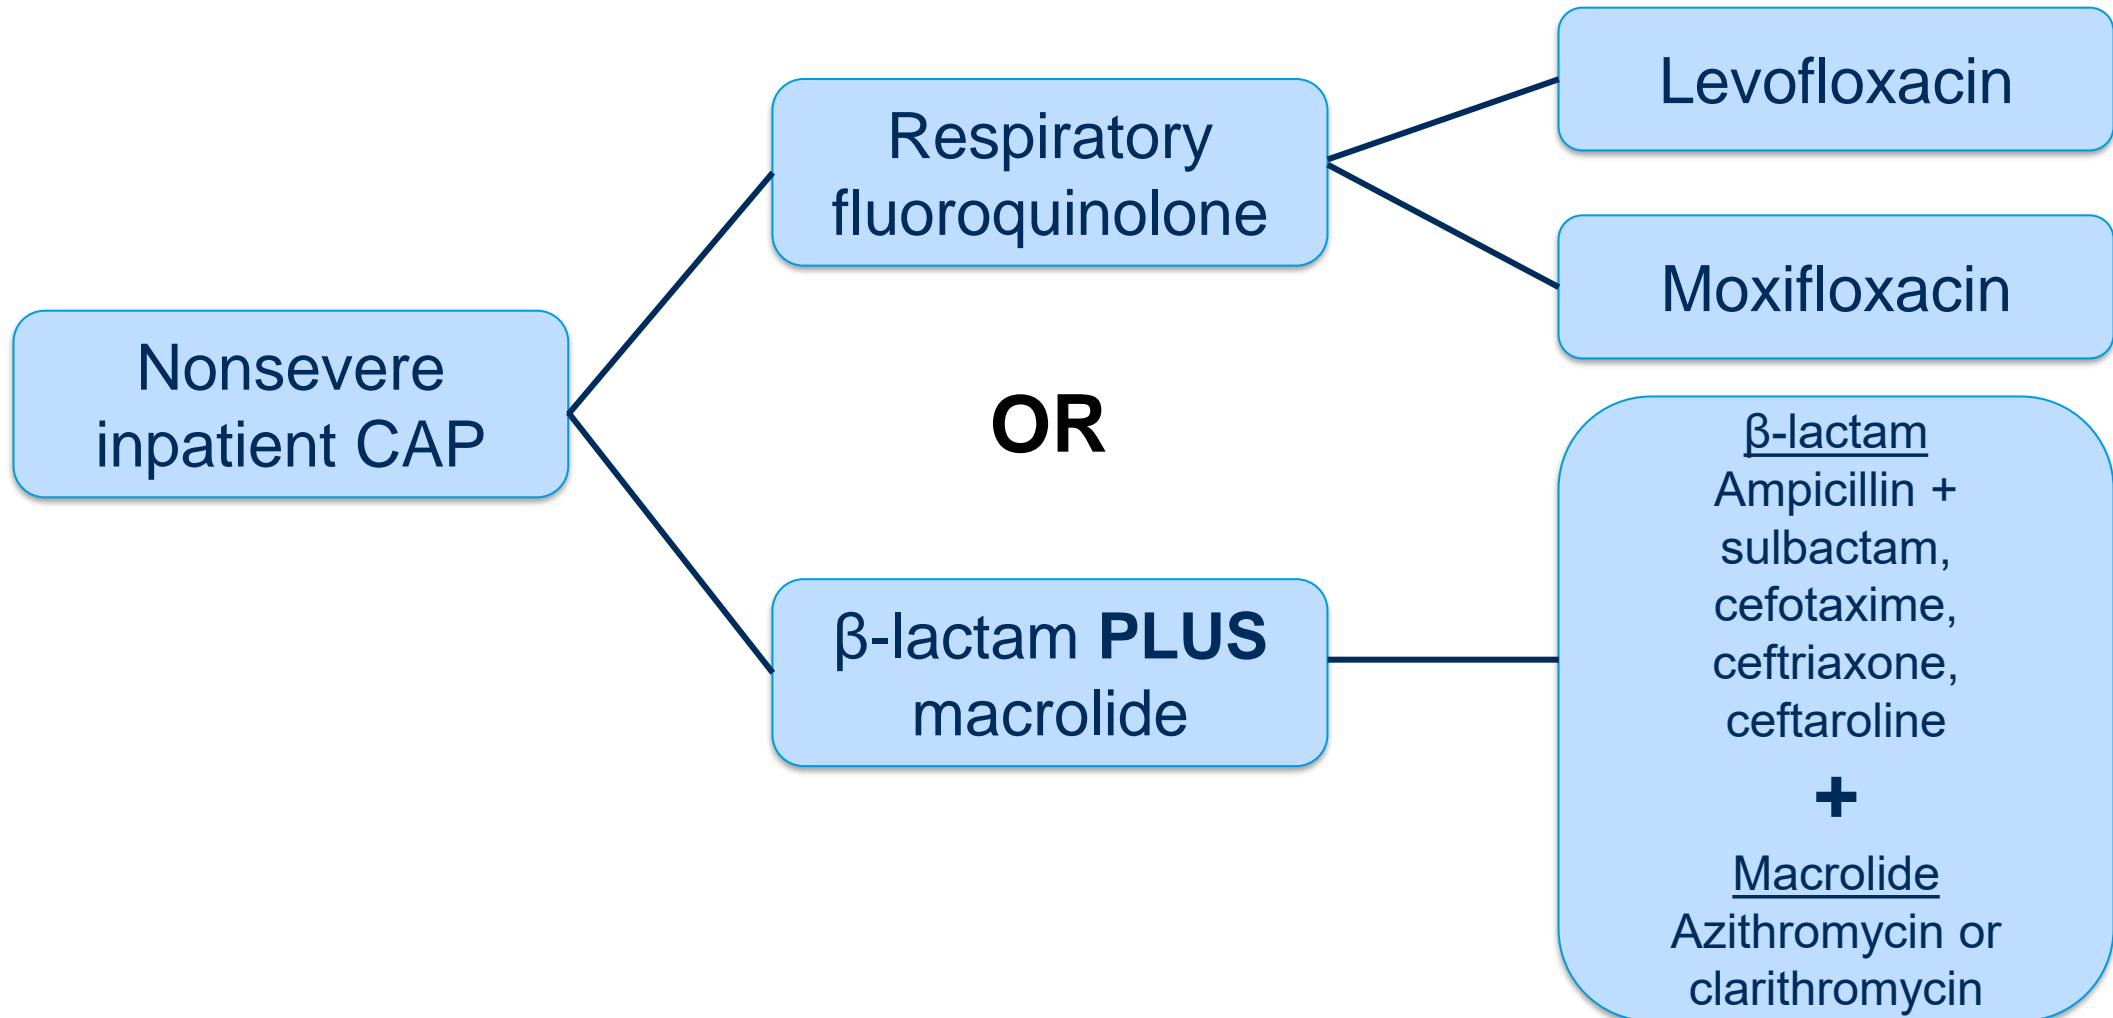 Nonsevere
inpatient CAP
Respiratory
fluoroquinolone
OR
β-lactam PLUS
macrolide
Levofloxacin
Moxifloxacin
β-lactam
Ampicillin +
sulbactam,
cefotaxime,
ceftriaxone,
ceftaroline
+
Macrolide
Azithromycin or
clarithromycin